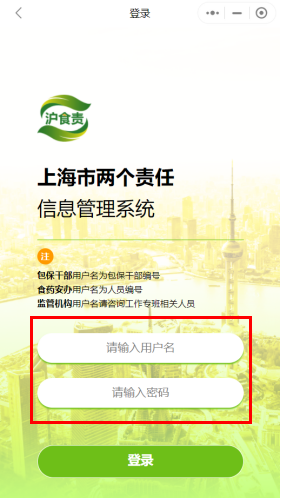 登录
沪食责
上海市两个责任
信息管理系统
注
包保干部用户名为包保干部编号
食药安办用户名为人员编号
监管机构用户名请咨询工作专班相关人员
请输入用户名
请输入密码
登录